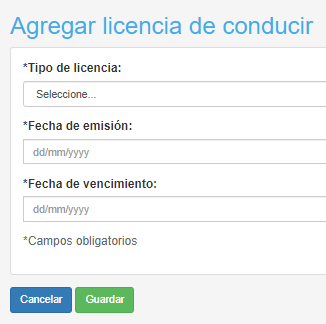 Agregar licencia de conducir
*Tipo de licencia:
Seleccione...
*Fecha de emisión:
dd/mm/yyyy
*Fecha de vencimiento:
dd/mm/yyyy
*Campos obligatorios
Cancelar Guardar